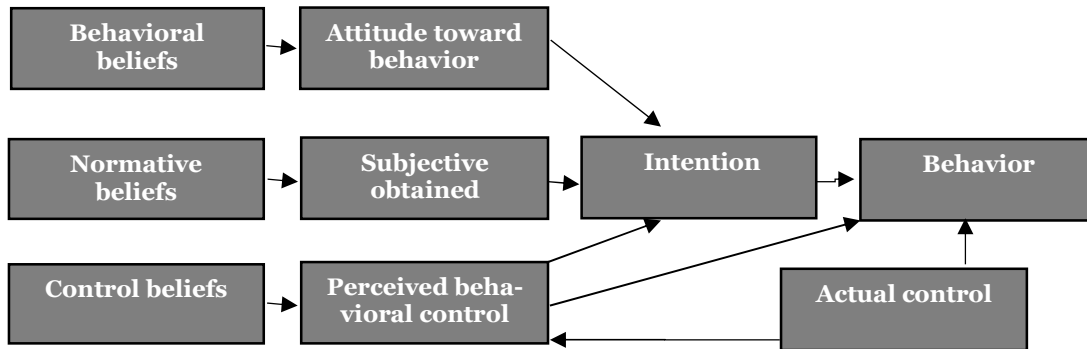 Behavioral
beliefs
Attitude toward
behavior
Normative
beliefs
Subjective
obtained
Intention
Behavior
Control beliefs
Perceived beha-
vioral control
Actual control